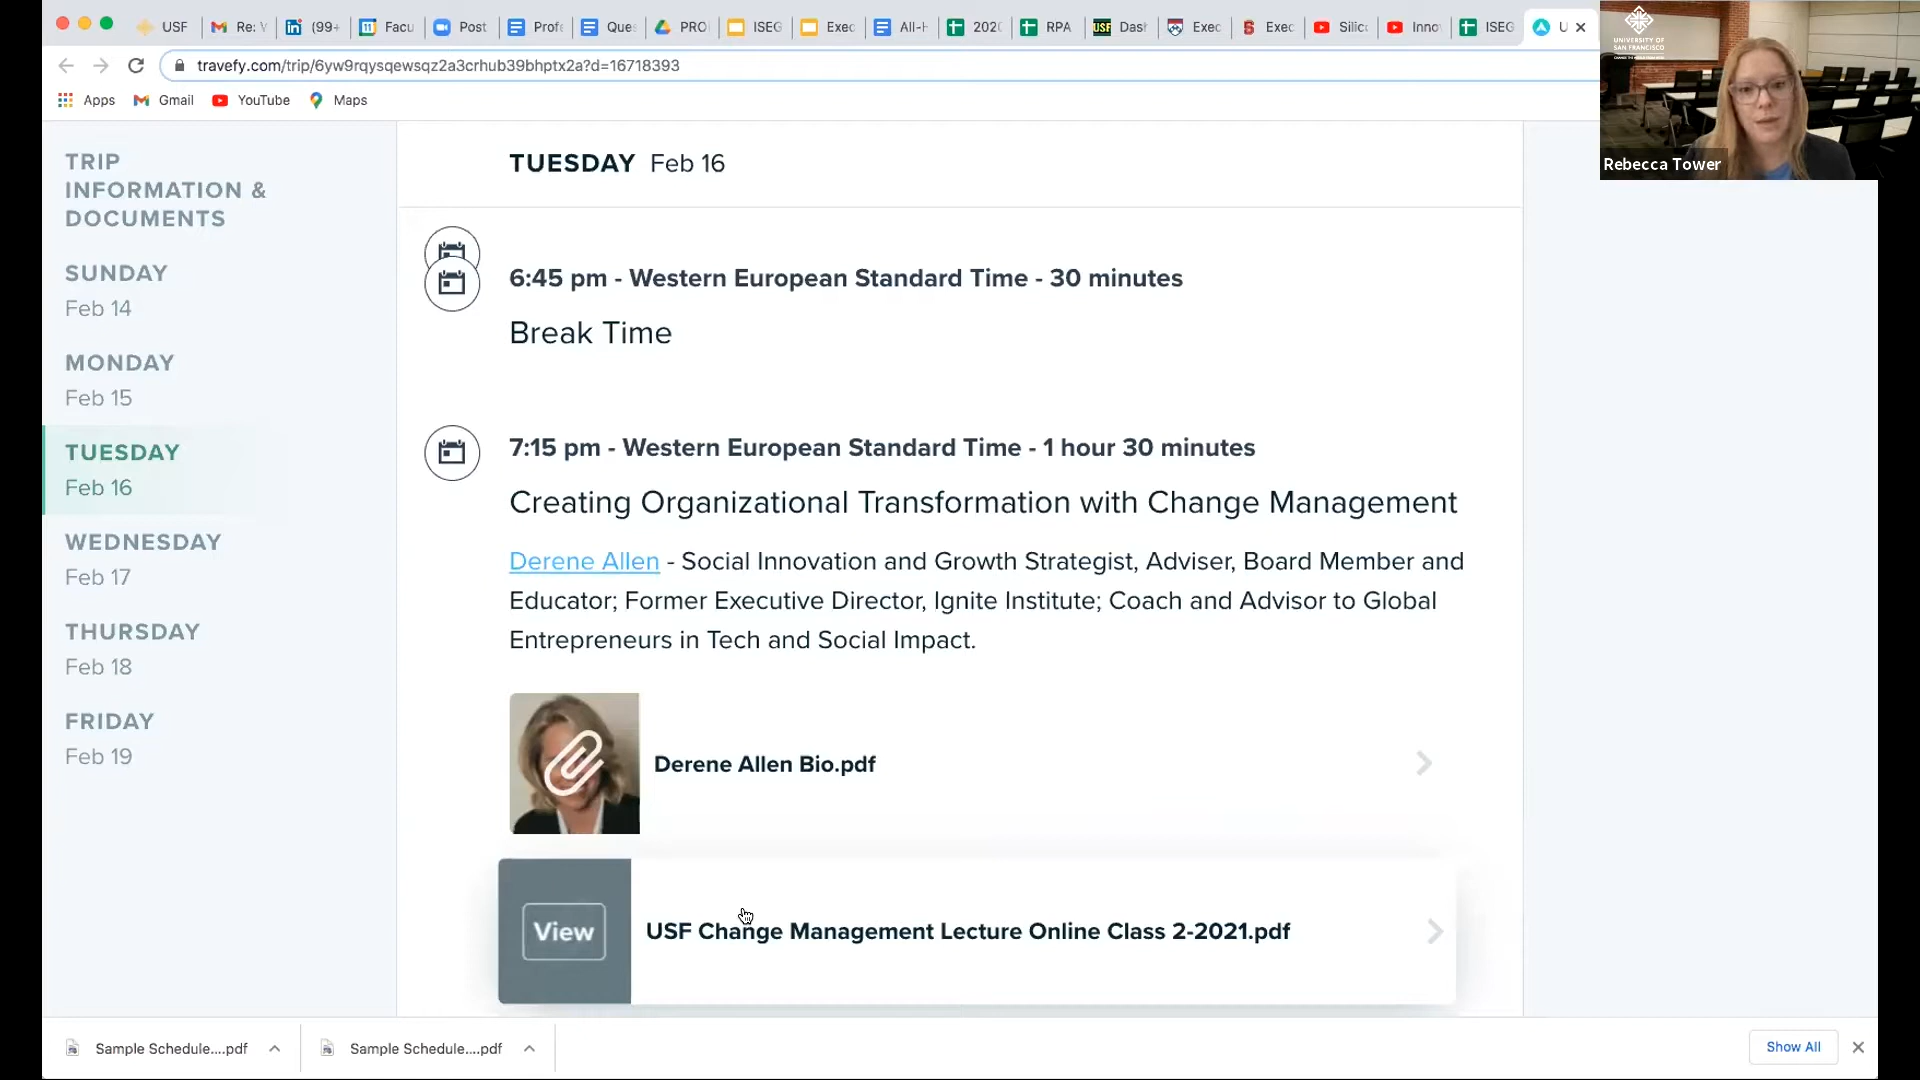 USF
Re: V
(99+
Facu
Post
Profe
Ques
PRO
ISEG
Exec
All-H
202
RPA
USF Dash
Exec
Exec
Silic
Inno
ISEG
U
travefy.com/trip/6yw9rqysqewsqz2a3crhub39bhptx2a?d=16718393
Apps
Gmail
YouTube
Maps
UNIVERSITY OF
SAN FRANCISCO
Rebecca Tower
TRIP
INFORMATION &
DOCUMENTS
SUNDAY
Feb 14
MONDAY
Feb 15
TUESDAY
Feb 16
WEDNESDAY
Feb 17
THURSDAY
Feb 18
FRIDAY
Feb 19
TUESDAY Feb 16
6:45 pm - Western European Standard Time - 30 minutes
Break Time
7:15 pm - Western European Standard Time - 1 hour 30 minutes
Creating Organizational Transformation with Change Management
Derene Allen - Social Innovation and Growth Strategist, Adviser, Board Member and
Educator; Former Executive Director, Ignite Institute; Coach and Advisor to Global
Entrepreneurs in Tech and Social Impact.
Derene Allen Bio.pdf
View
USF Change Management Lecture Online Class 2-2021.pdf
Sample Schedule....pdf
Sample Schedule....pdf
Show All